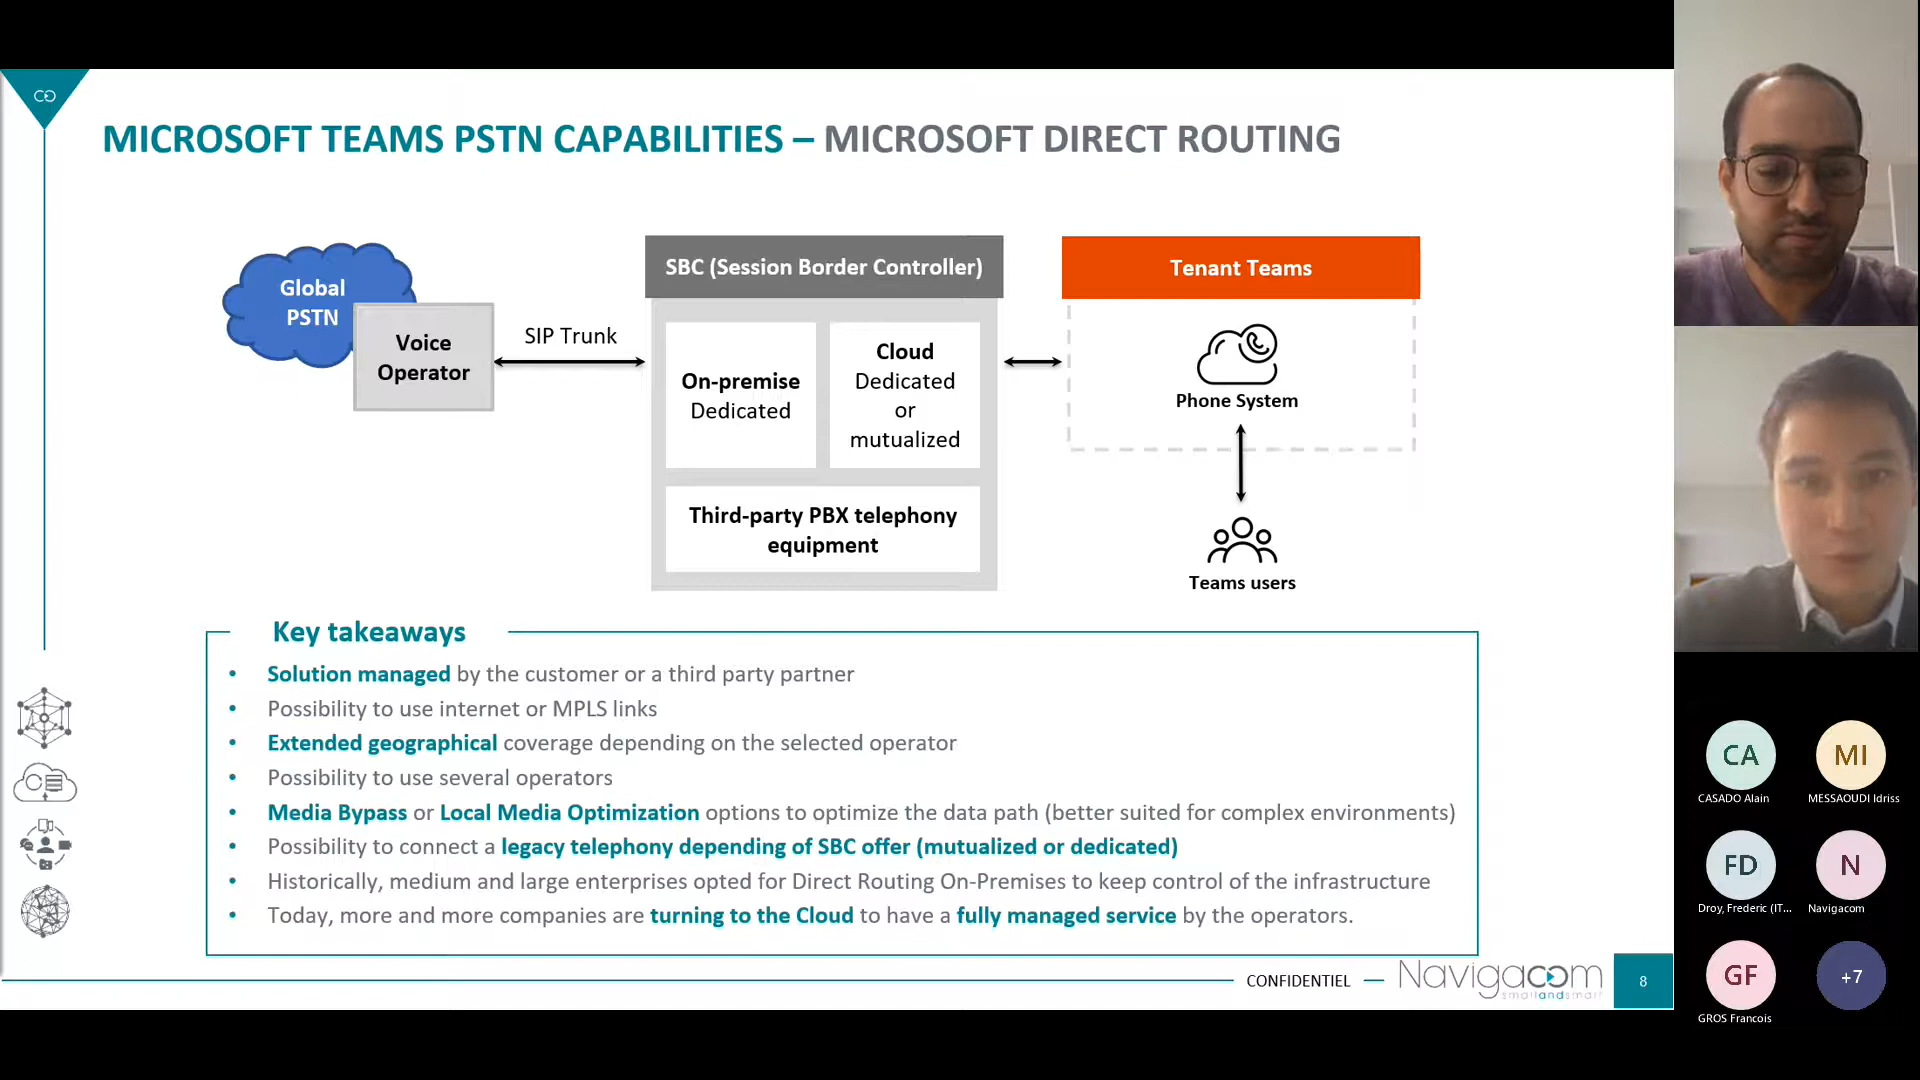 MICROSOFT TEAMS PSTN CAPABILITIES – MICROSOFT DIRECT ROUTING
Global
PSTN
Voice
Operator
SIP Trunk
SBC (Session Border Controller)
On-premise
Dedicated
Cloud
Dedicated
or
mutualized
Third-party PBX telephony
equipment
Tenant Teams
Phone System
Teams users
Key takeaways
• Solution managed by the customer or a third party partner
• Possibility to use internet or MPLS links
• Extended geographical coverage depending on the selected operator
• Possibility to use several operators
• Media Bypass or Local Media Optimization options to optimize the data path (better suited for complex environments)
• Possibility to connect a legacy telephony depending of SBC offer (mutualized or dedicated)
• Historically, medium and large enterprises opted for Direct Routing On-Premises to keep control of the infrastructure
• Today, more and more companies are turning to the Cloud to have a fully managed service by the operators.
CONFIDENTIEL
Navigacom
smallandsmart
8
CA
CASADO Alain
MI
MESSAOUDI Idriss
FD
Droy, Frederic (IT...
N
Navigacom
GF
GROS Francois
+7